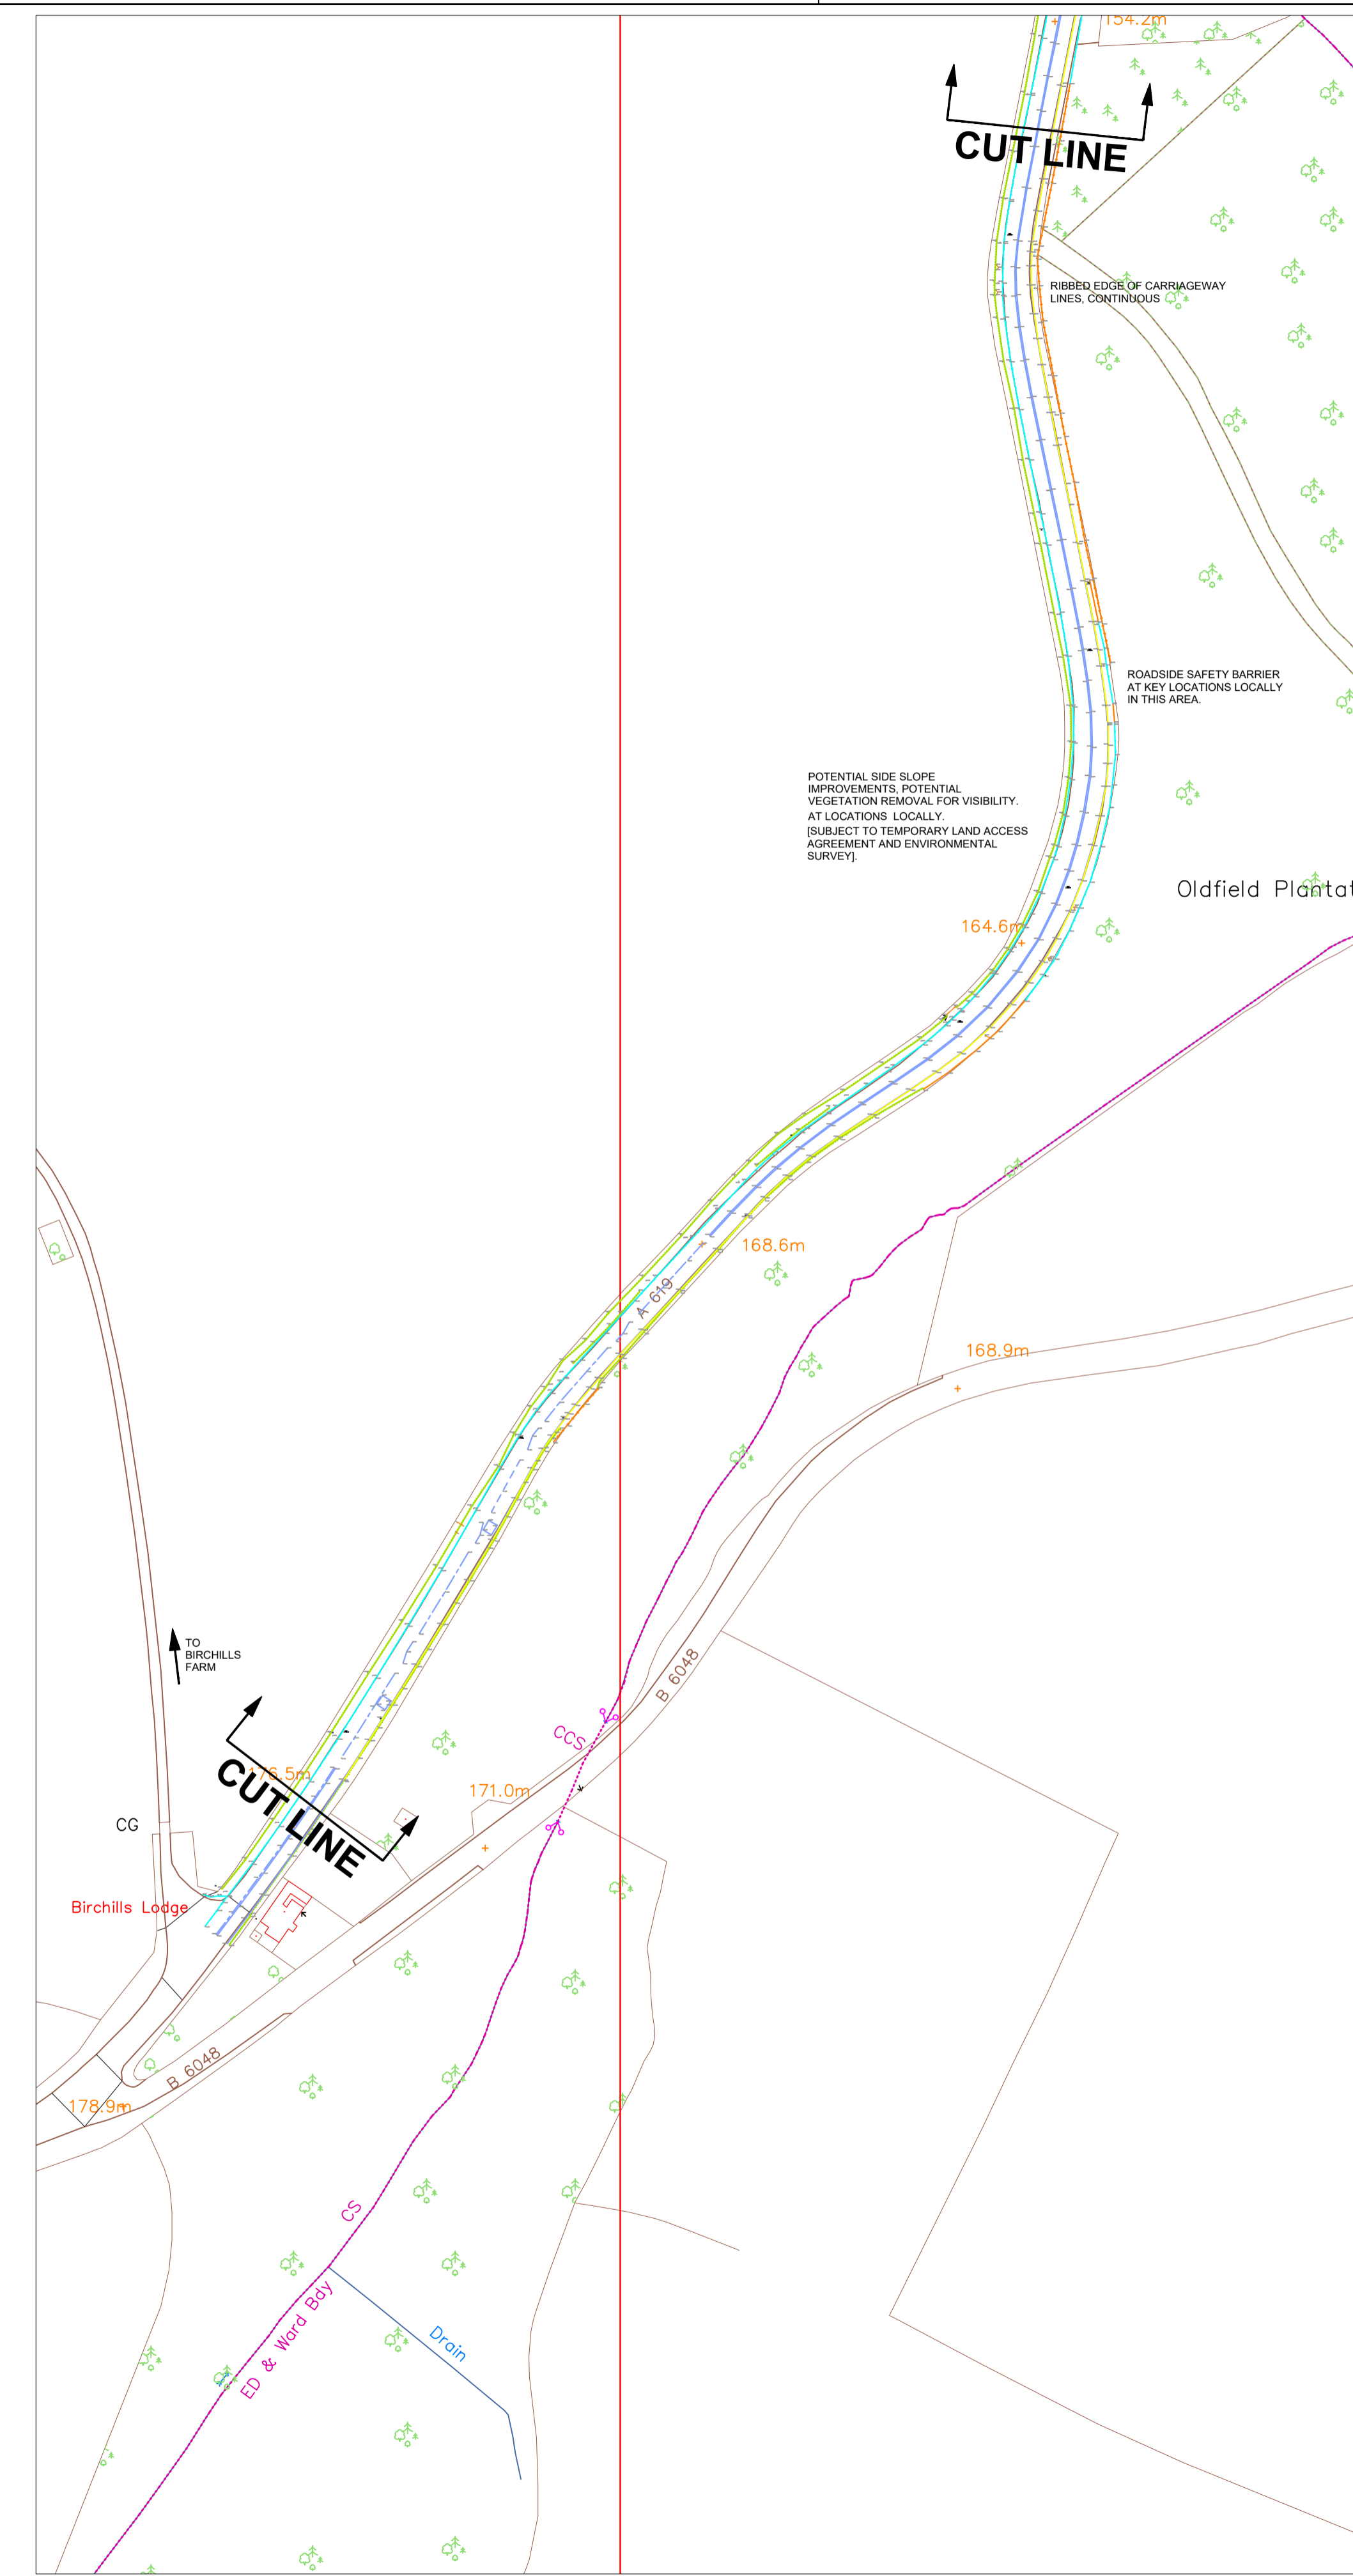 154.2m
CUT LINE
RIBBED EDGE OF CARRIAGEWAY
LINES, CONTINUOUS
ROADSIDE SAFETY BARRIER
AT KEY LOCATIONS LOCALLY
IN THIS AREA.
POTENTIAL SIDE SLOPE
IMPROVEMENTS, POTENTIAL
VEGETATION REMOVAL FOR VISIBILITY.
AT LOCATIONS LOCALLY.
[SUBJECT TO TEMPORARY LAND ACCESS
AGREEMENT AND ENVIRONMENTAL
SURVEY].
Oldfield Plantat
164.6m
168.6m
A 619
168.9m
TO
BIRCHILLS
FARM
B 6048
CCS
176.5m
CUT LINE
171.0m
CG
Birchills Lodge
B 6048
178.9m
CS
ED & Ward Bdy
Drain